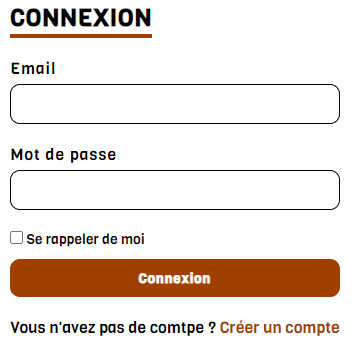 CONNEXION
Email
Mot de passe
Se rappeler de moi
Connexion
Vous n'avez pas de comtpe ? Créer un compte